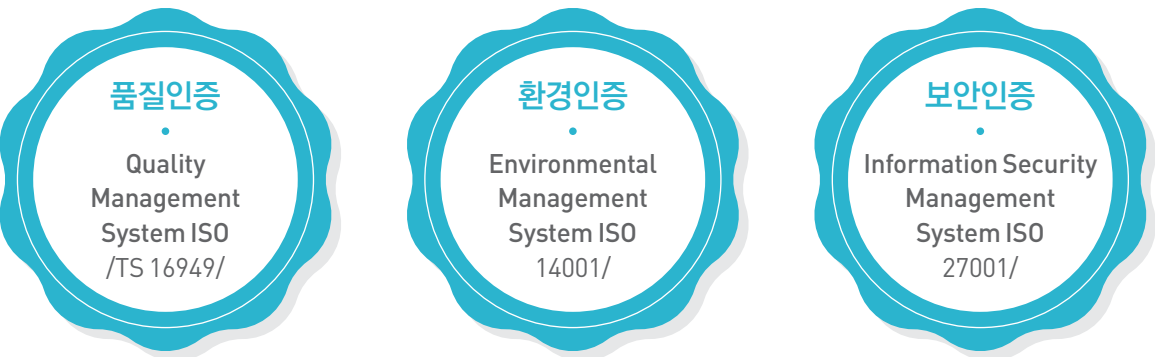 품질인증
Quality
Management
System ISO
/TS 16949/
환경인증
Environmental
Management
System ISO
14001/
보안인증
Information Security
Management
System ISO
27001/